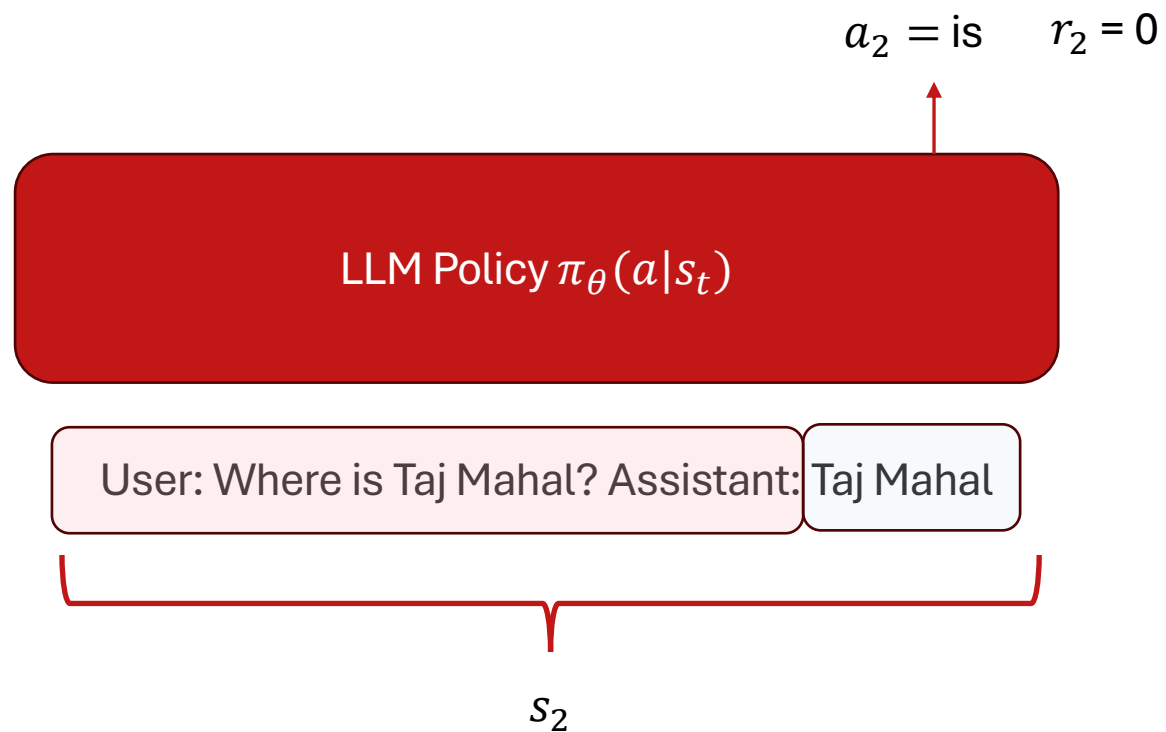 a₂ = is r₂ = 0
LLM Policy π_θ(a|s_t)
User: Where is Taj Mahal? Assistant: Taj Mahal
s₂